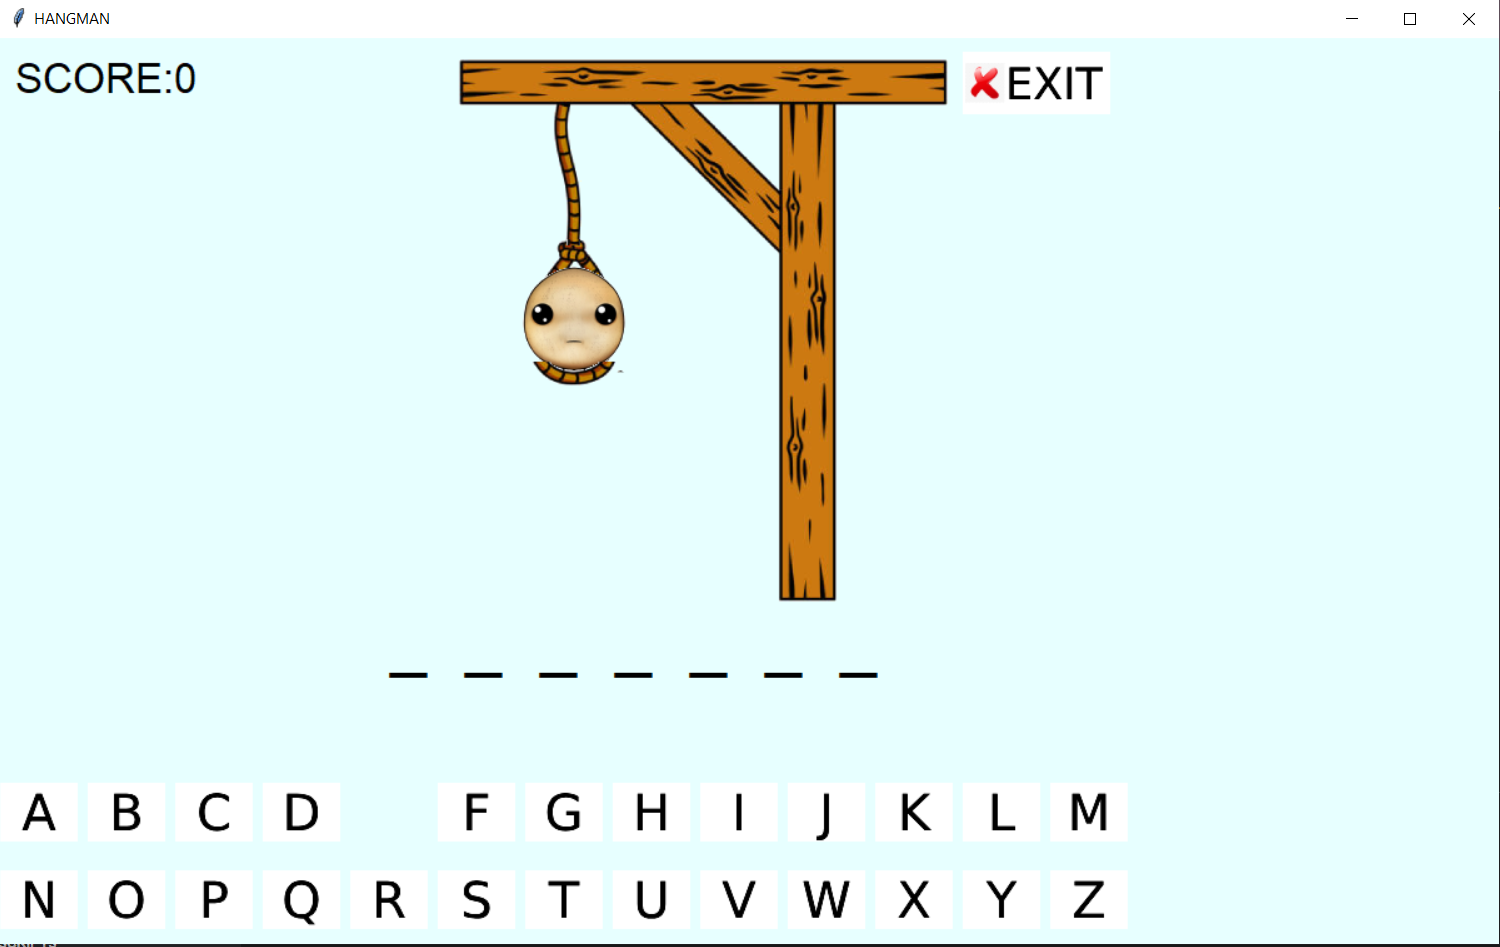 HANGMAN
SCORE:0
EXIT
_ _ _ _ _ _ _
A B C D F G H I J K L M
N O P Q R S T U V W X Y Z